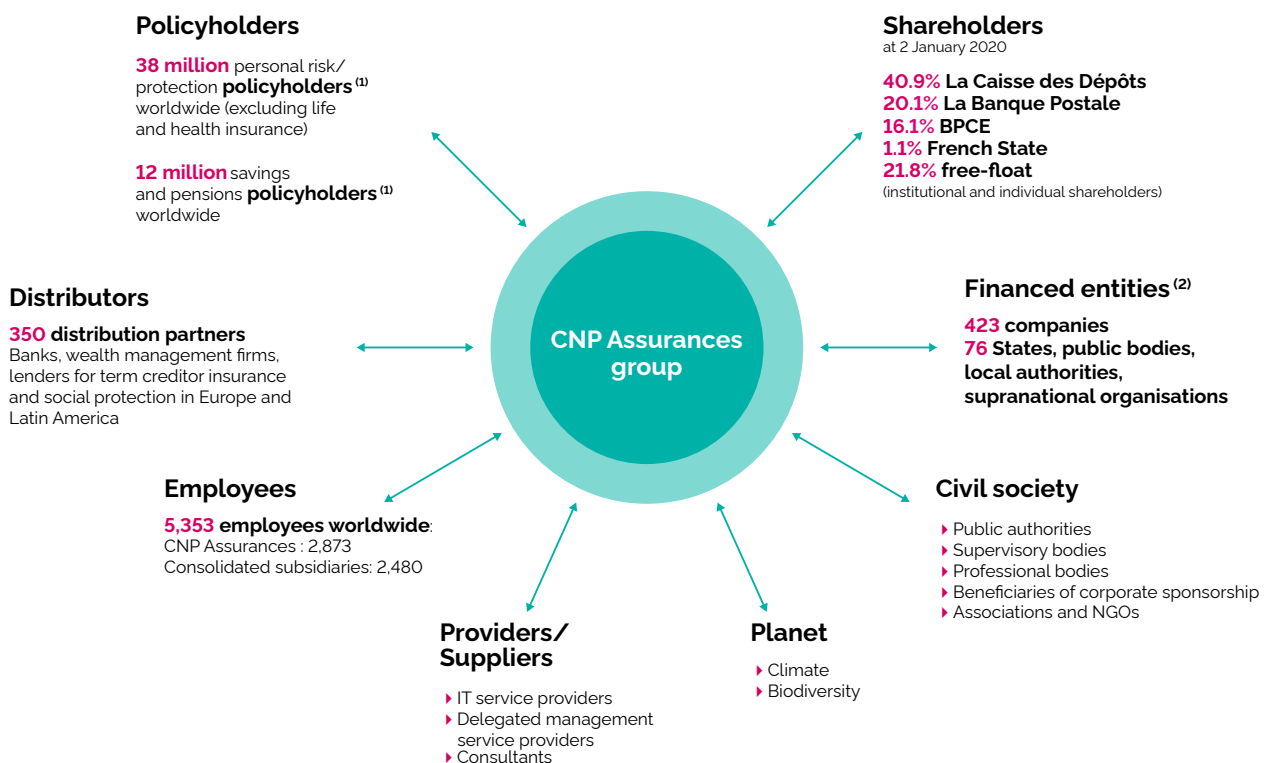 Policyholders
38 million personal risk/
protection policyholders (1)
worldwide (excluding life
and health insurance)
12 million savings
and pensions policyholders (1)
worldwide
Shareholders
at 2 January 2020
40.9% La Caisse des Dépôts
20.1% La Banque Postale
16.1% BPCE
1.1% French State
21.8% free-float
(institutional and individual shareholders)
Distributors
350 distribution partners
Banks, wealth management firms,
lenders for term creditor insurance
and social protection in Europe and
Latin America
CNP Assurances
group
Financed entities (2)
423 companies
76 States, public bodies,
local authorities,
supranational organisations
Employees
5,353 employees worldwide:
CNP Assurances : 2,873
Consolidated subsidiaries: 2,480
Civil society
Public authorities
Supervisory bodies
Professional bodies
Beneficiaries of corporate sponsorship
Associations and NGOs
Providers/
Suppliers
IT service providers
Delegated management
service providers
Consultants
Planet
Climate
Biodiversity